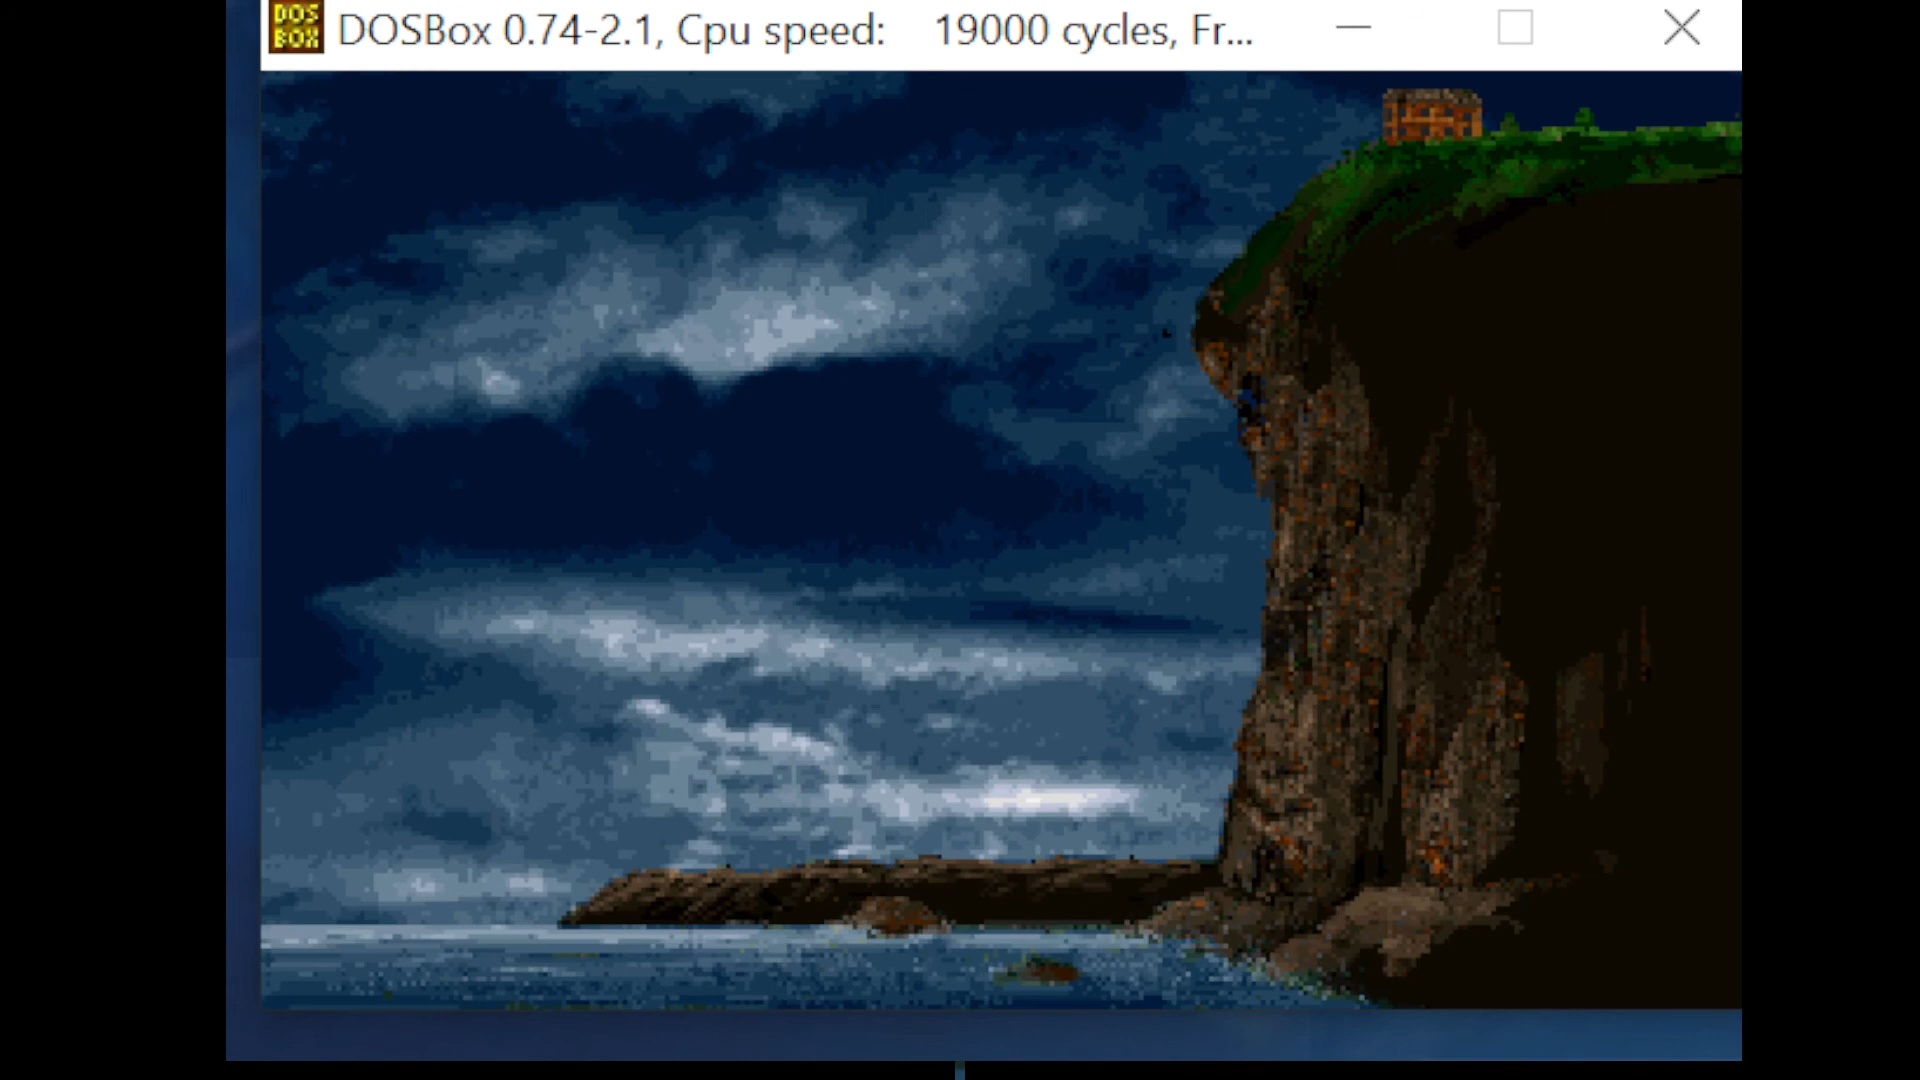 DOS
BOX
DOSBox 0.74-2.1, Cpu speed: 19000 cycles, Fr...